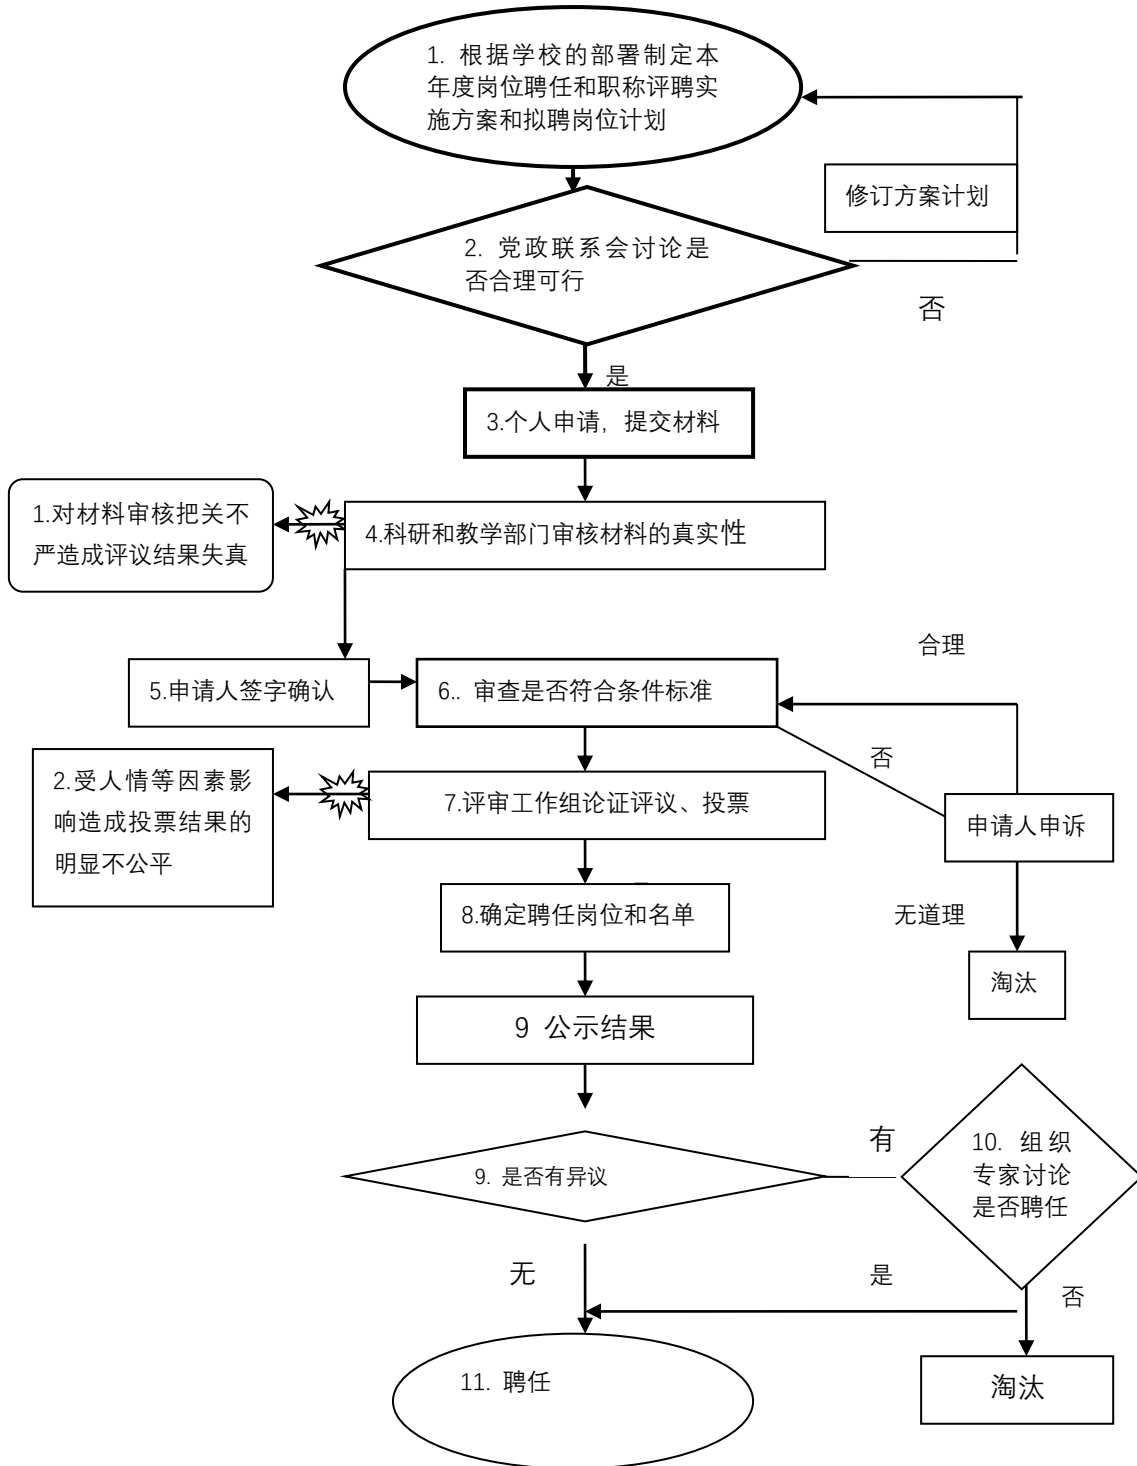 1. 根据学校的部署制定本
年度岗位聘任和职称评聘实
施方案和拟聘岗位计划
修订方案计划
2. 党政联系会讨论是
否合理可行
否
是
3.个人申请，提交材料
1.对材料审核把关不
严造成评议结果失真
4.科研和教学部门审核材料的真实性
合理
5.申请人签字确认
6.. 审查是否符合条件标准
否
2.受人情等因素影
响造成投票结果的
明显不公平
7.评审工作组论证评议、投票
申请人申诉
8.确定聘任岗位和名单
无道理
淘汰
9 公示结果
有
10. 组织
专家讨论
是否聘任
9. 是否有异议
无
是
否
11. 聘任
淘汰